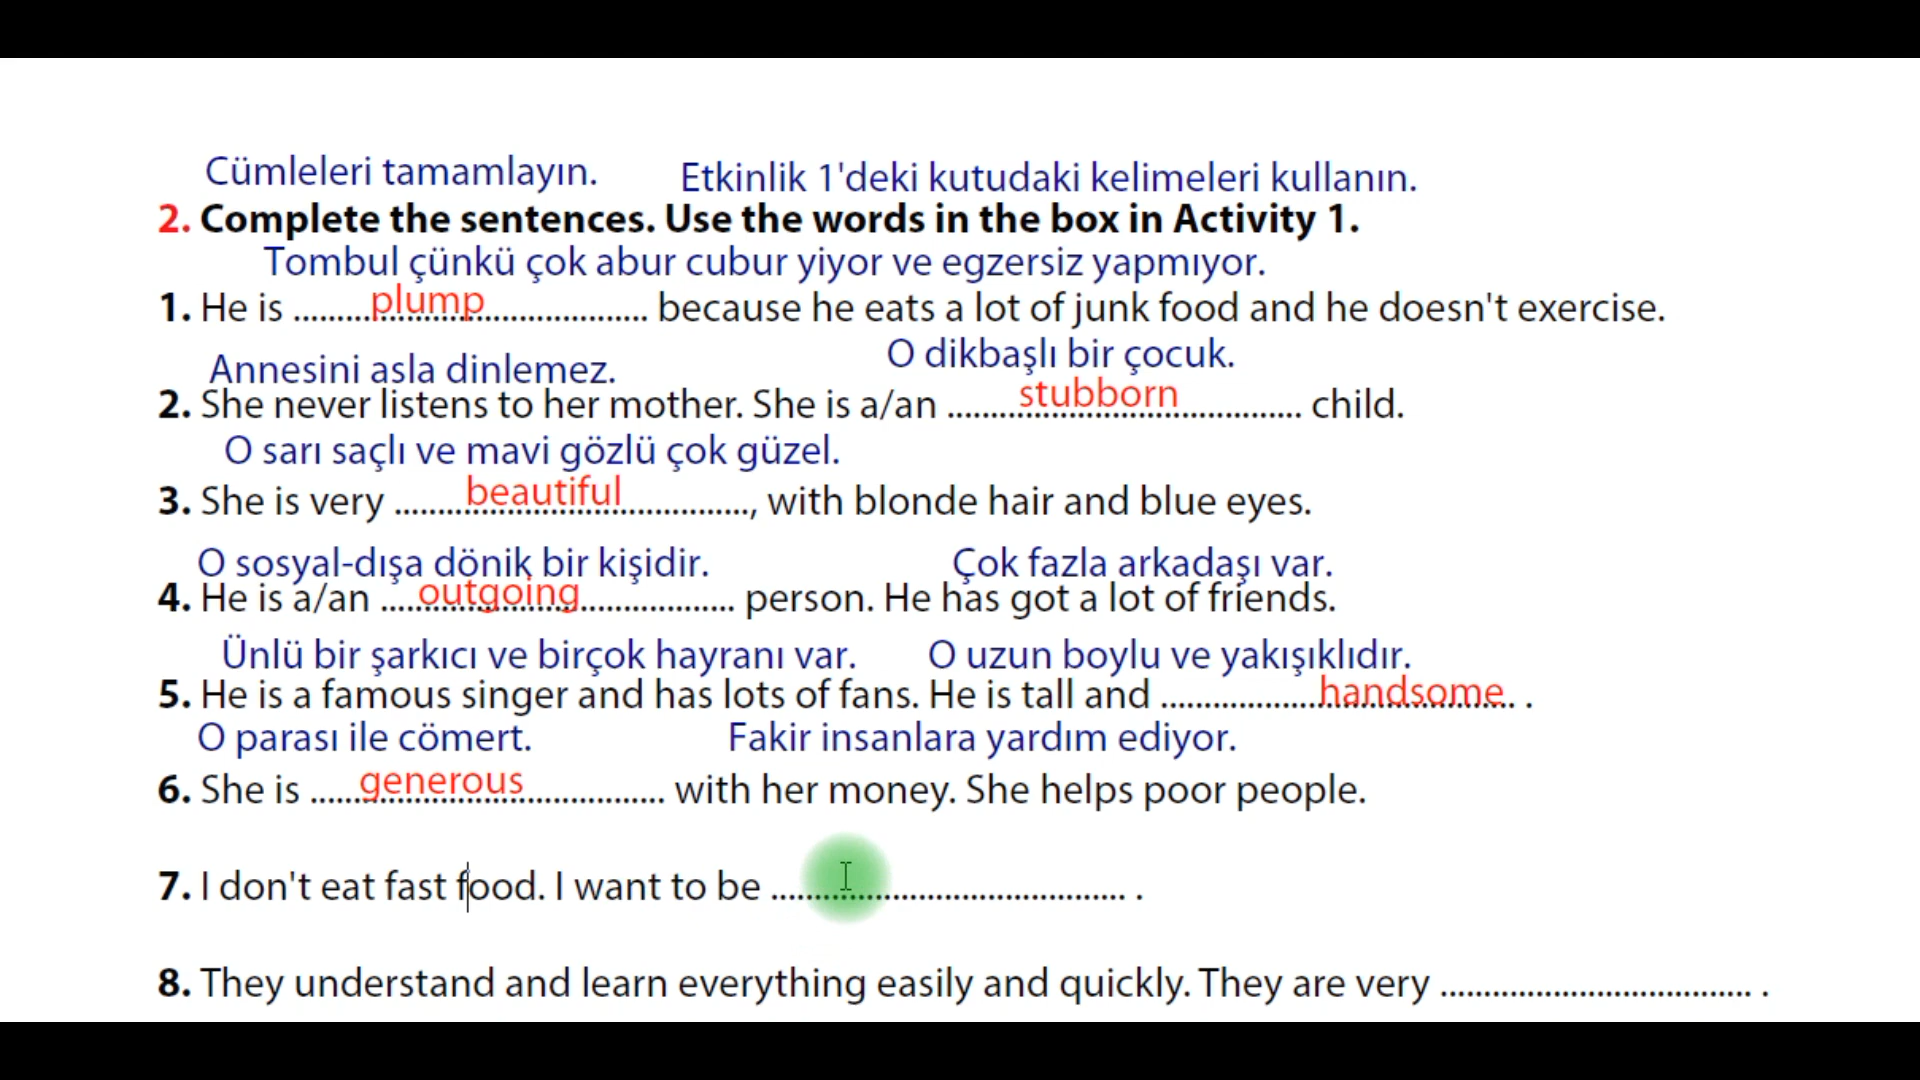 Cümleleri tamamlayın. Etkinlik 1'deki kutudaki kelimeleri kullanın.
2. Complete the sentences. Use the words in the box in Activity 1.
Tombul çünkü çok abur cubur yiyor ve egzersiz yapmıyor.
1. He is ........plump.................... because he eats a lot of junk food and he doesn't exercise.
Annesini asla dinlemez. O dikbaşlı bir çocuk.
2. She never listens to her mother. She is a/an ........stubborn............ child.
O sarı saçlı ve mavi gözlü çok güzel.
3. She is very ........beautiful............, with blonde hair and blue eyes.
O sosyal-dışa dönik bir kişidir. Çok fazla arkadaşı var.
4. He is a/an ....outgoing................ person. He has got a lot of friends.
Ünlü bir şarkıcı ve birçok hayranı var. O uzun boylu ve yakışıklıdır.
5. He is a famous singer and has lots of fans. He is tall and ..................handsome. .
O parası ile cömert. Fakir insanlara yardım ediyor.
6. She is .....generous................ with her money. She helps poor people.
7. I don't eat fast food. I want to be ......................................... .
8. They understand and learn everything easily and quickly. They are very .................................... .